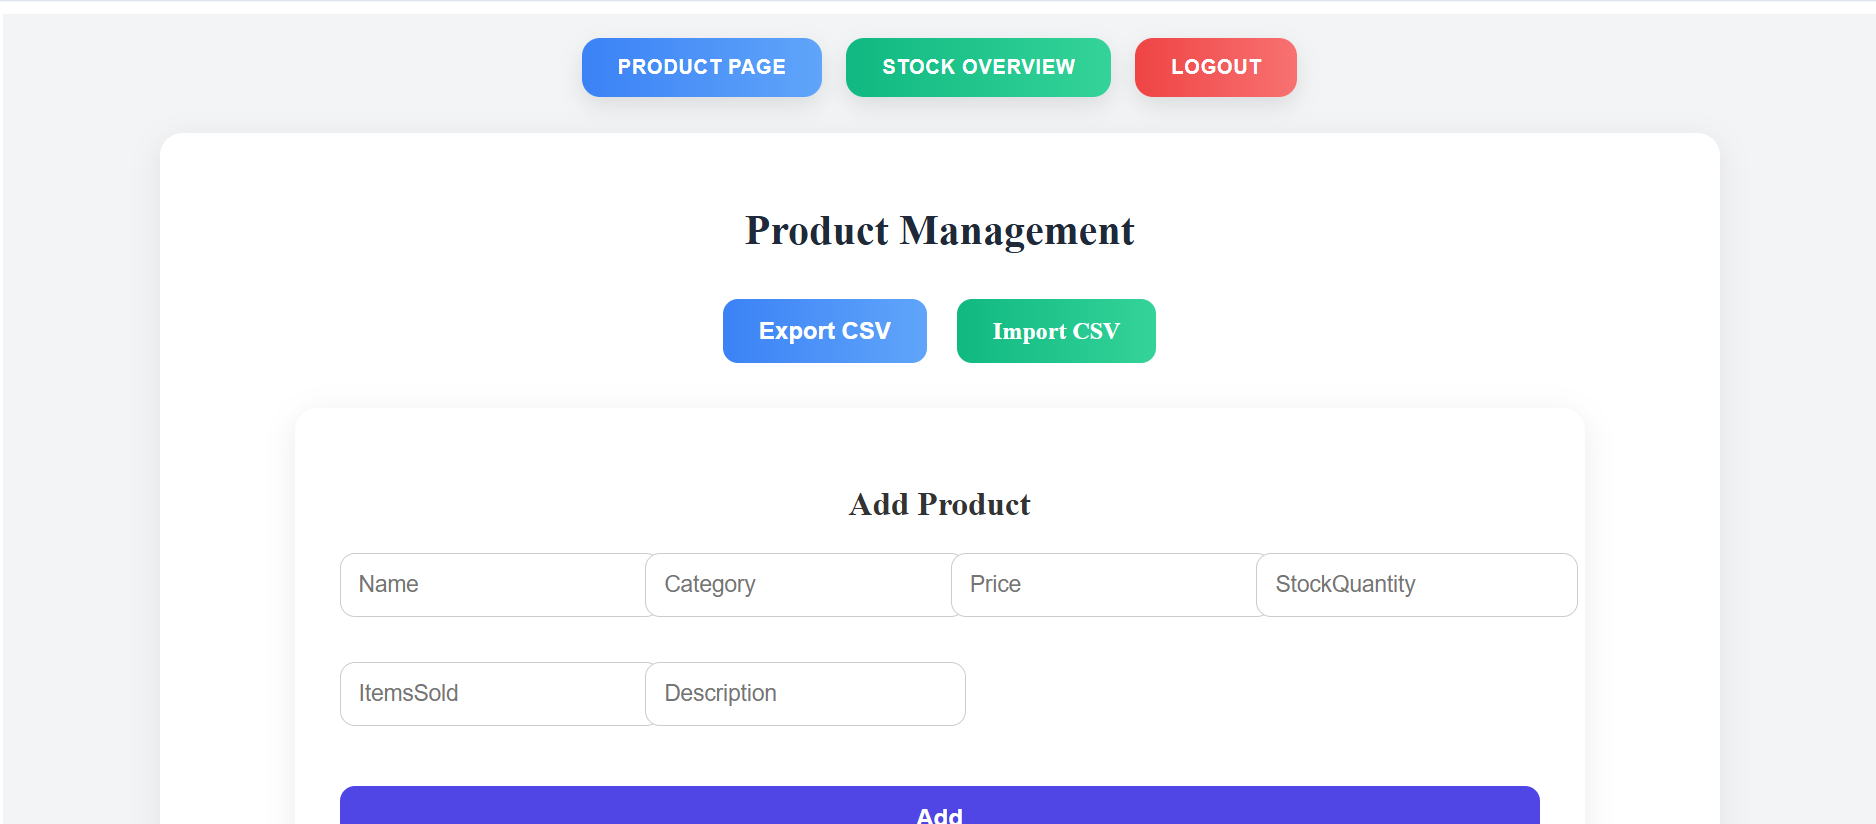 PRODUCT PAGE STOCK OVERVIEW LOGOUT
Product Management
Export CSV Import CSV
Add Product
Name Category Price StockQuantity
ItemsSold Description
Add